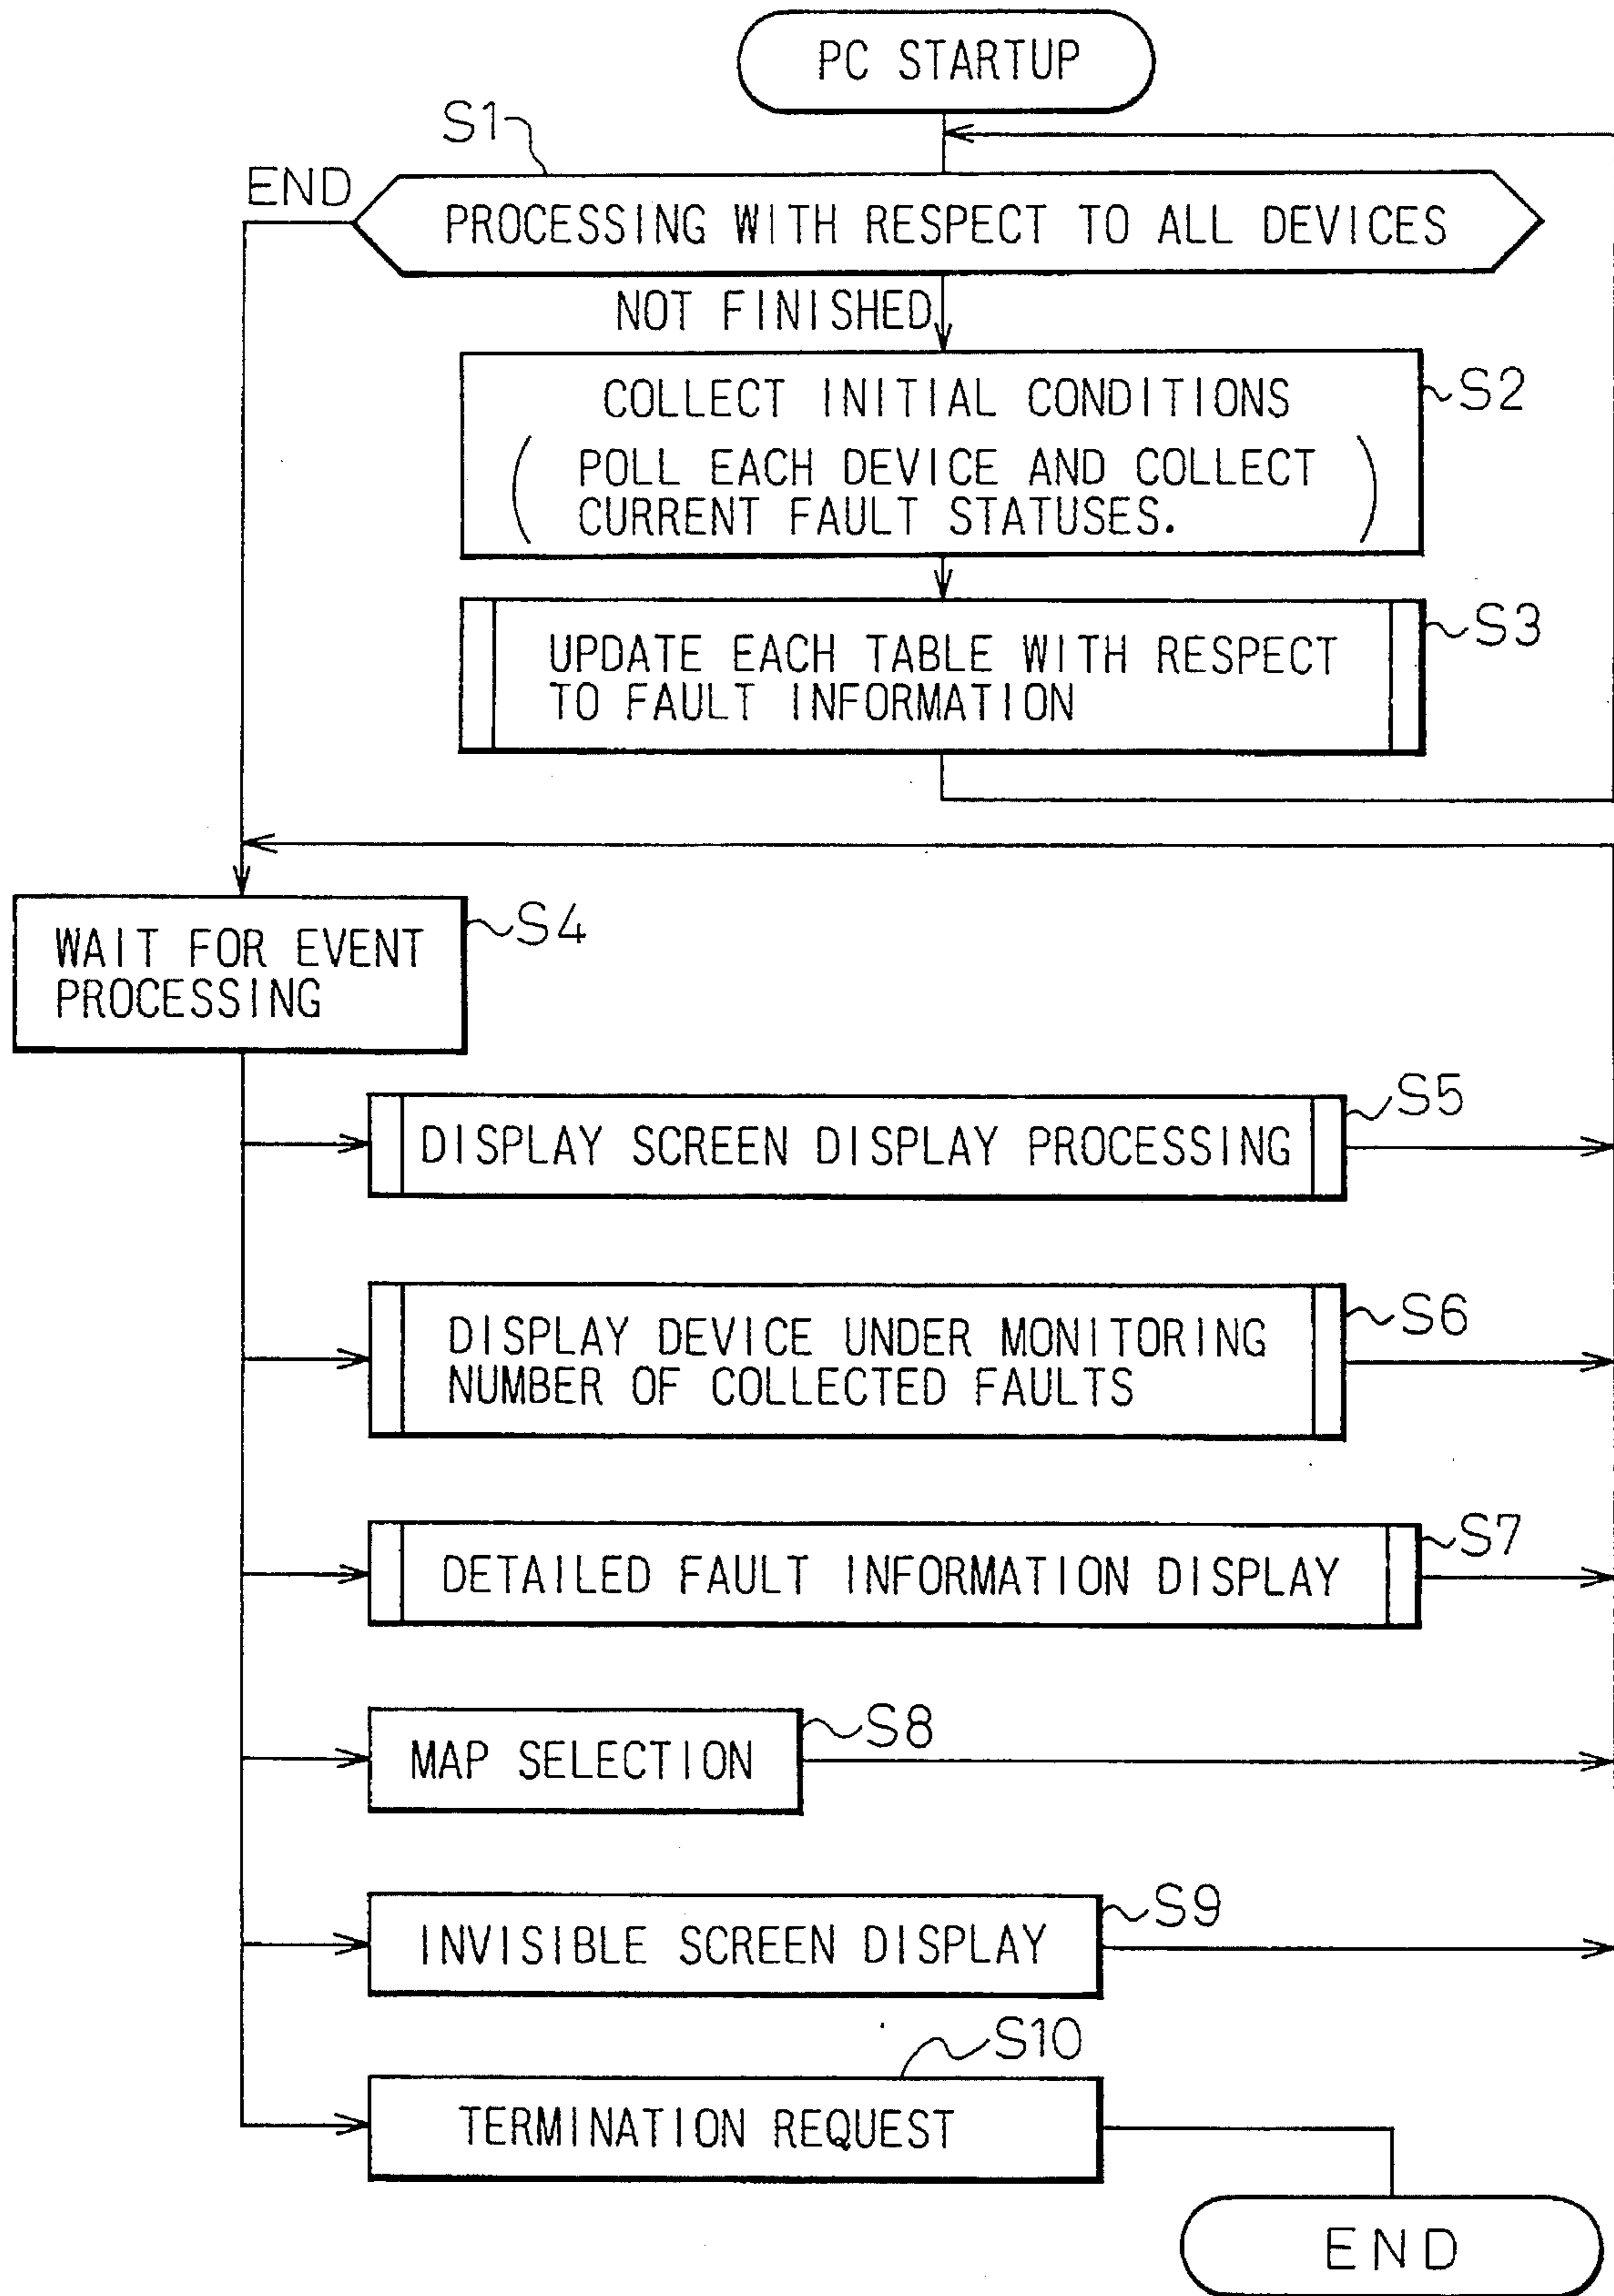 PC STARTUP
S1
END
PROCESSING WITH RESPECT TO ALL DEVICES
NOT FINISHED
S2
COLLECT INITIAL CONDITIONS
( POLL EACH DEVICE AND COLLECT
CURRENT FAULT STATUSES. )
S3
UPDATE EACH TABLE WITH RESPECT
TO FAULT INFORMATION
S4
WAIT FOR EVENT
PROCESSING
S5
DISPLAY SCREEN DISPLAY PROCESSING
S6
DISPLAY DEVICE UNDER MONITORING
NUMBER OF COLLECTED FAULTS
S7
DETAILED FAULT INFORMATION DISPLAY
S8
MAP SELECTION
S9
INVISIBLE SCREEN DISPLAY
S10
TERMINATION REQUEST
END